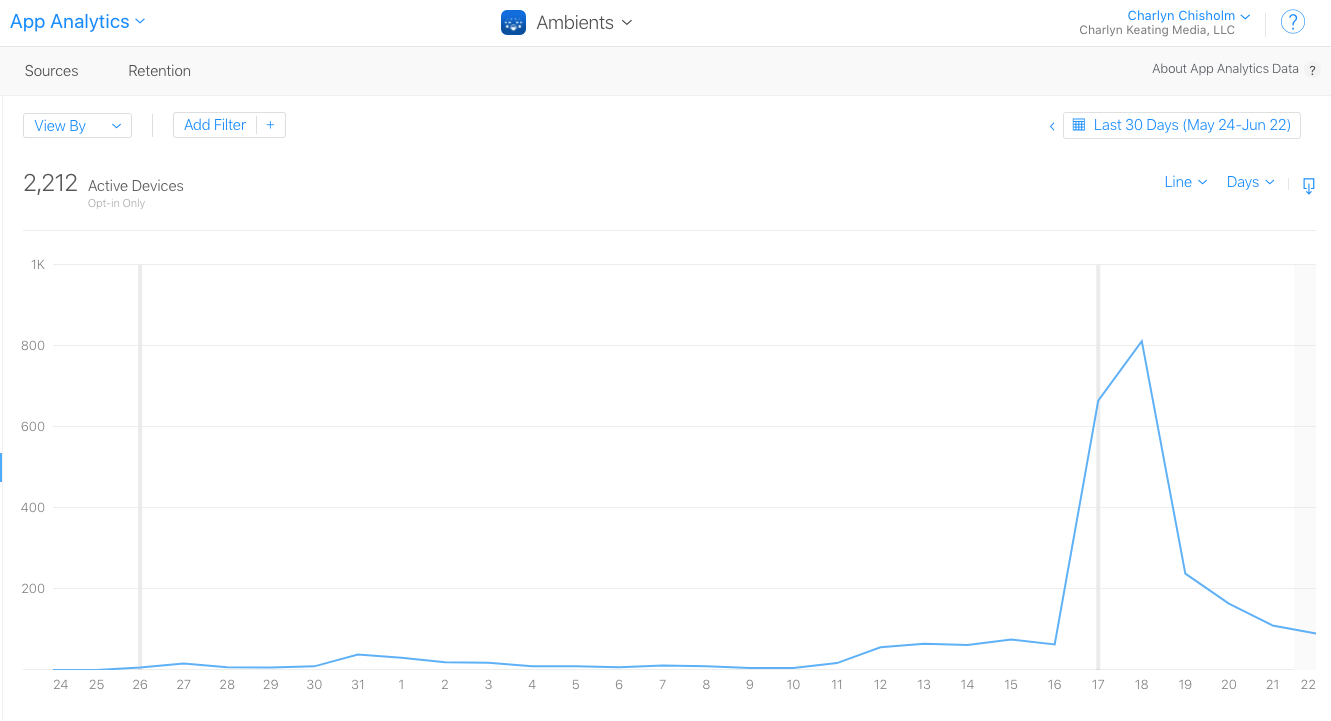 App Analytics
Ambients
Charlyn Chisholm
Charlyn Keating Media, LLC
?
Sources
Retention
About App Analytics Data ?
View By
Add Filter +
Last 30 Days (May 24-Jun 22)
2,212 Active Devices
Opt-in Only
Line
Days
1K
800
600
400
200
24 25 26 27 28 29 30 31 1 2 3 4 5 6 7 8 9 10 11 12 13 14 15 16 17 18 19 20 21 22